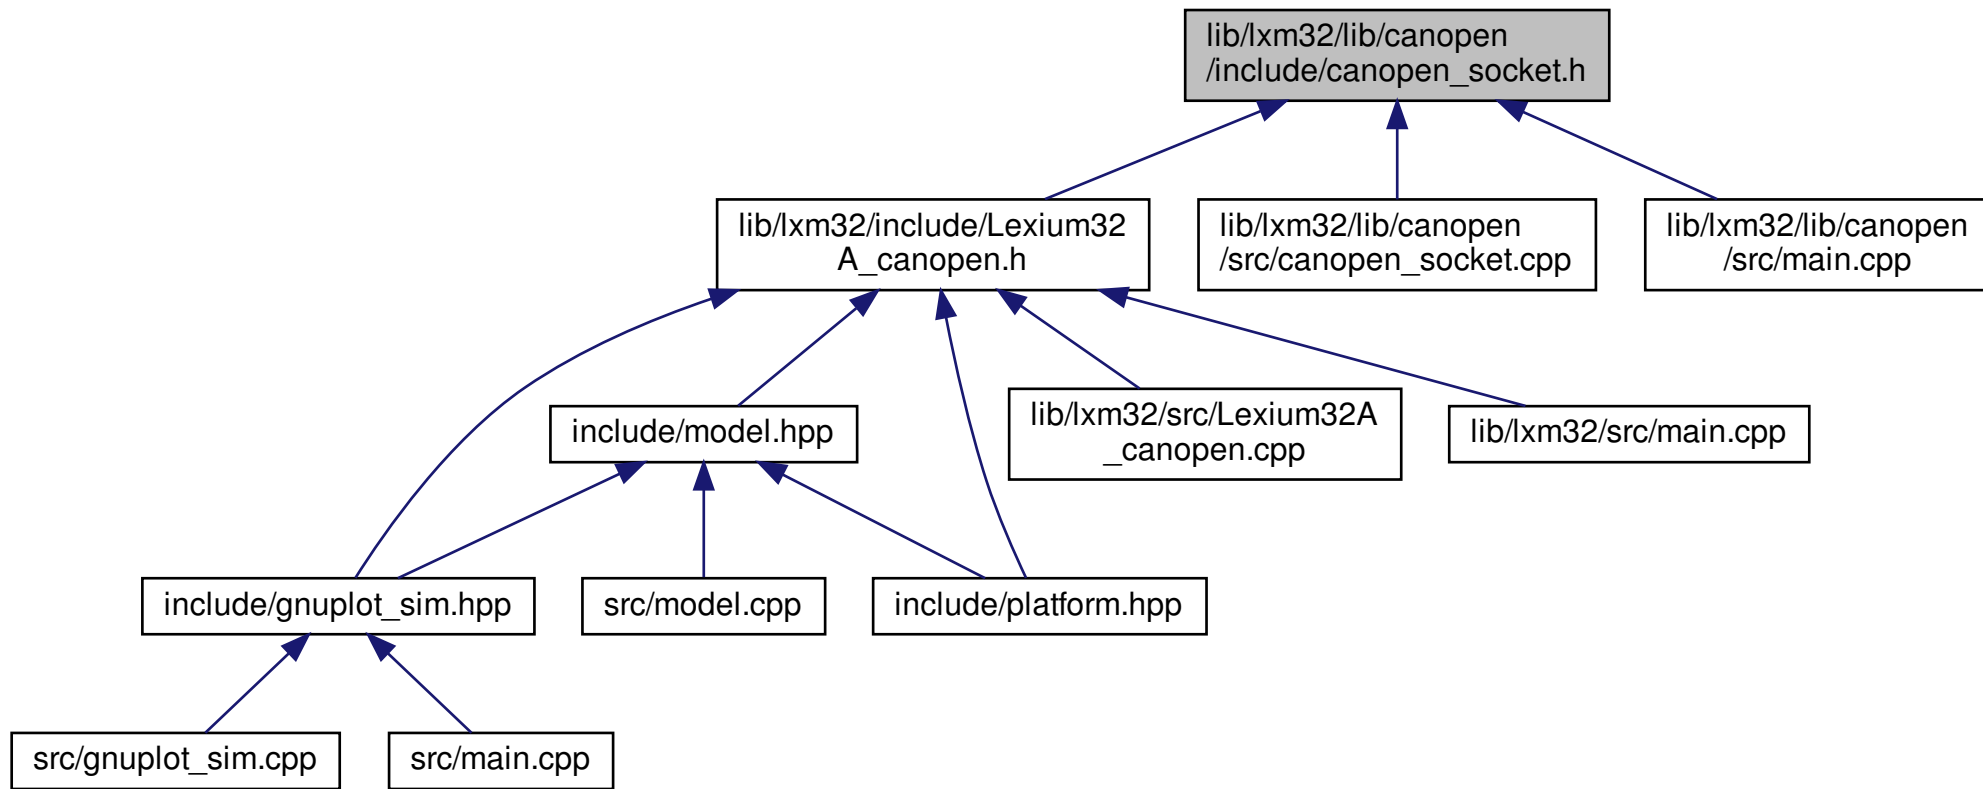 lib/lxm32/lib/canopen
/include/canopen_socket.h
lib/lxm32/include/Lexium32
A_canopen.h
lib/lxm32/lib/canopen
/src/canopen_socket.cpp
lib/lxm32/lib/canopen
/src/main.cpp
include/model.hpp
lib/lxm32/src/Lexium32A
_canopen.cpp
lib/lxm32/src/main.cpp
include/gnuplot_sim.hpp
src/model.cpp
include/platform.hpp
src/gnuplot_sim.cpp
src/main.cpp